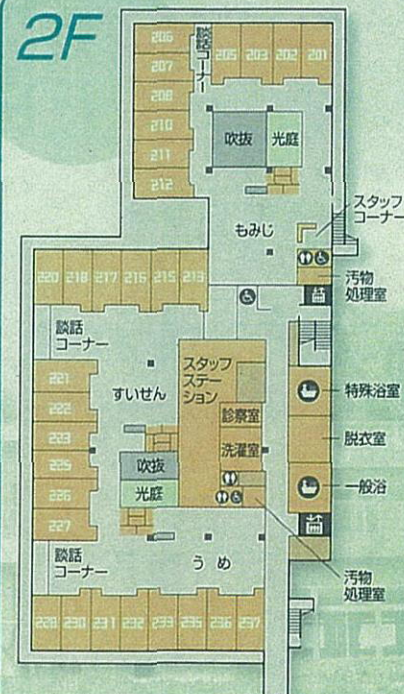 2F
206
207
208
210
211
212
談話コーナー
205
203
202
201
吹抜
光庭
スタッフ
コーナー
もみじ
汚物
処理室
220
218
217
216
215
213
談話
コーナー
スタッフ
ステー
ション
すいせん
特殊浴室
221
222
223
225
226
227
診察室
洗濯室
脱衣室
吹抜
光庭
一般浴
談話
コーナー
うめ
汚物
処理室
228
230
231
232
233
235
236
237